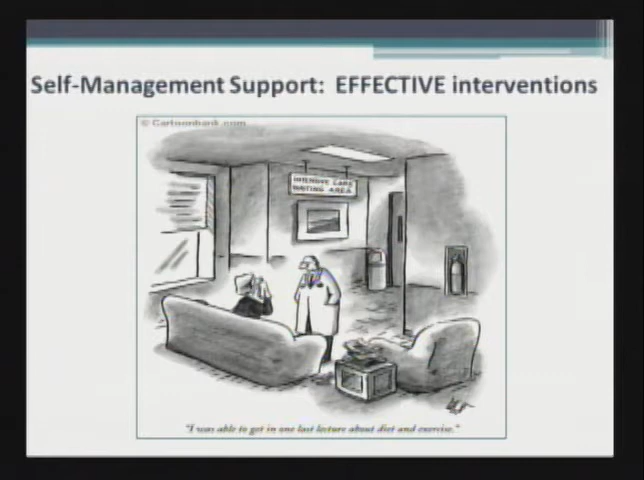 Self-Management Support: EFFECTIVE interventions
© Cartoonbank.com
INTENSIVE CARE
WAITING AREA
"I was able to get in one last lecture about diet and exercise."